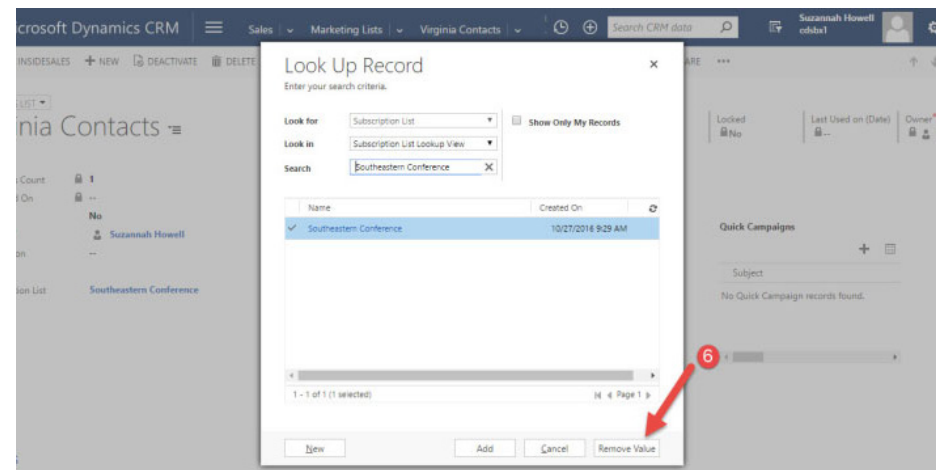 crosoft Dynamics CRM Sales Marketing Lists Virginia Contacts Search CRM data Suzannah Howell
cdsbx1
INSIDESALES + NEW DEACTIVATE DELETE ARE ...
LIST
nia Contacts
Count 1
d On --
No
Suzannah Howell
on --
ion List Southeastern Conference
Look Up Record
Enter your search criteria.
Look for Subscription List Show Only My Records
Look in Subscription List Lookup View
Search Southeastern Conference
Name Created On
Southeastern Conference 10/27/2016 9:29 AM
1 - 1 of 1 (1 selected) Page 1
New Add Cancel Remove Value
6
Locked Last Used on (Date) Owner*
No --
Quick Campaigns
Subject
No Quick Campaign records found.